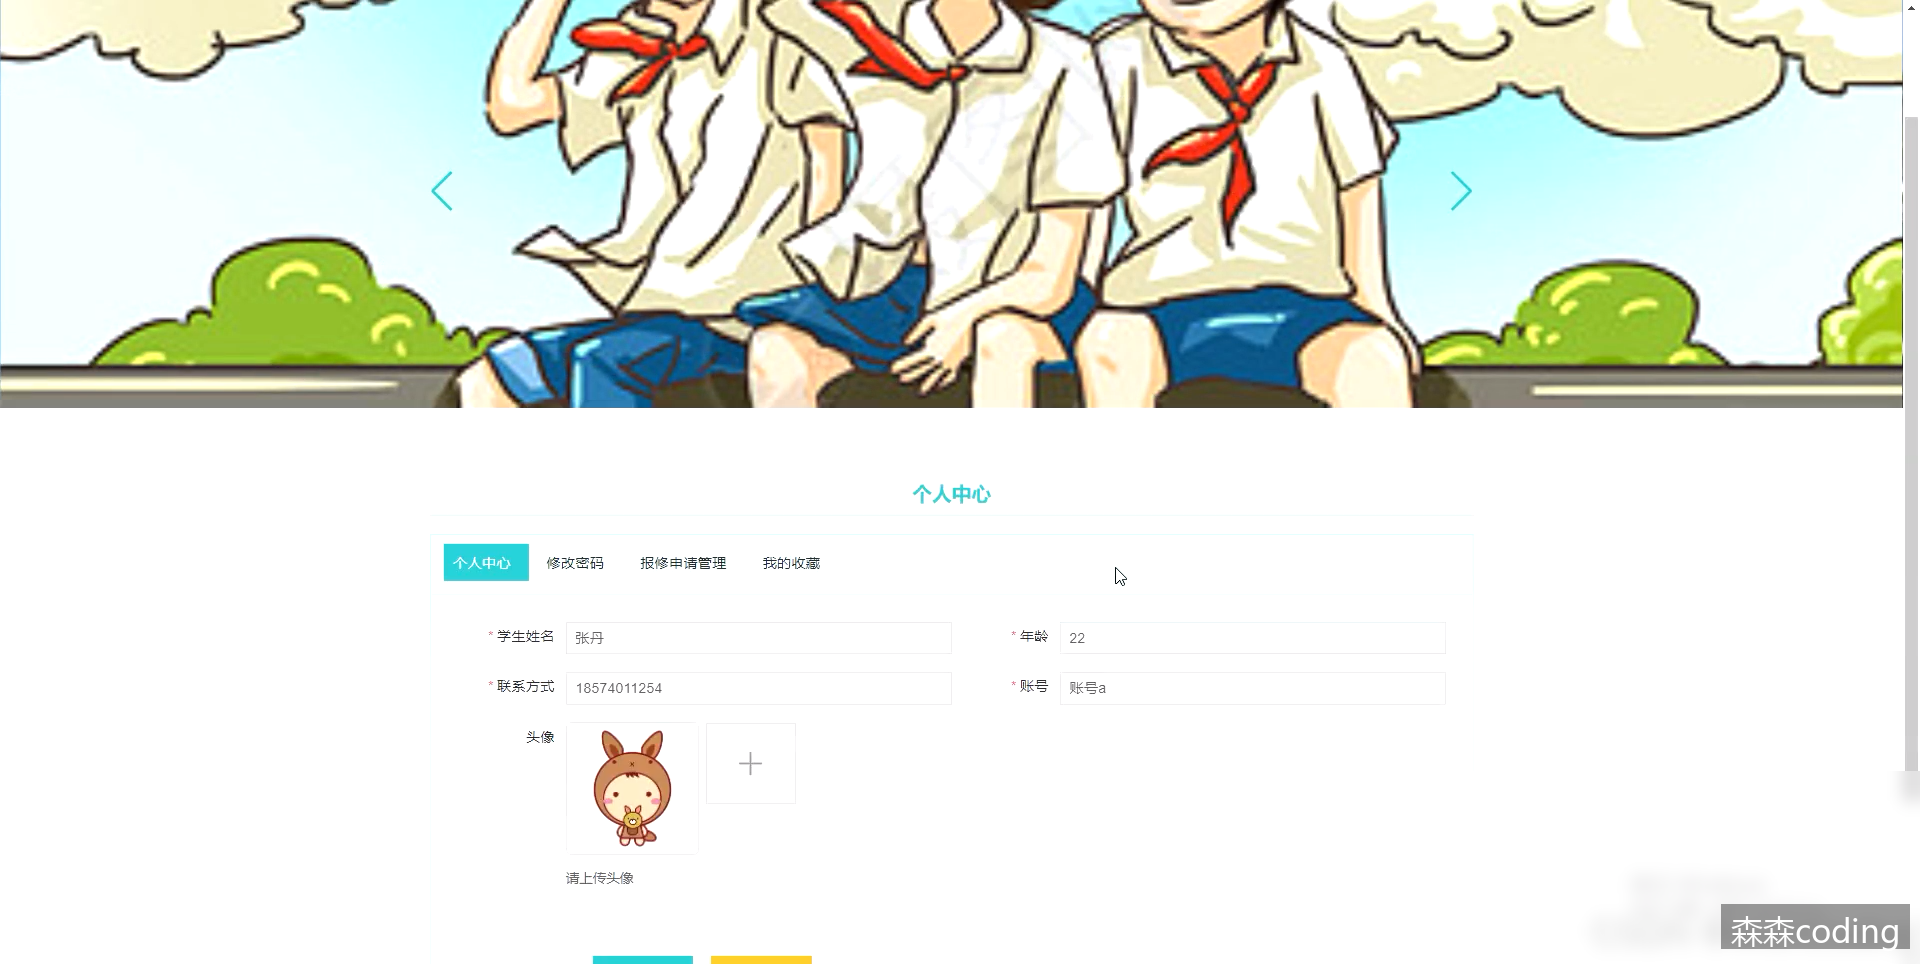 个人中心
个人中心 修改密码 报修申请管理 我的收藏
* 学生姓名 张丹 * 年龄 22
* 联系方式 18574011254 * 账号 账号a
头像
请上传头像
森森coding